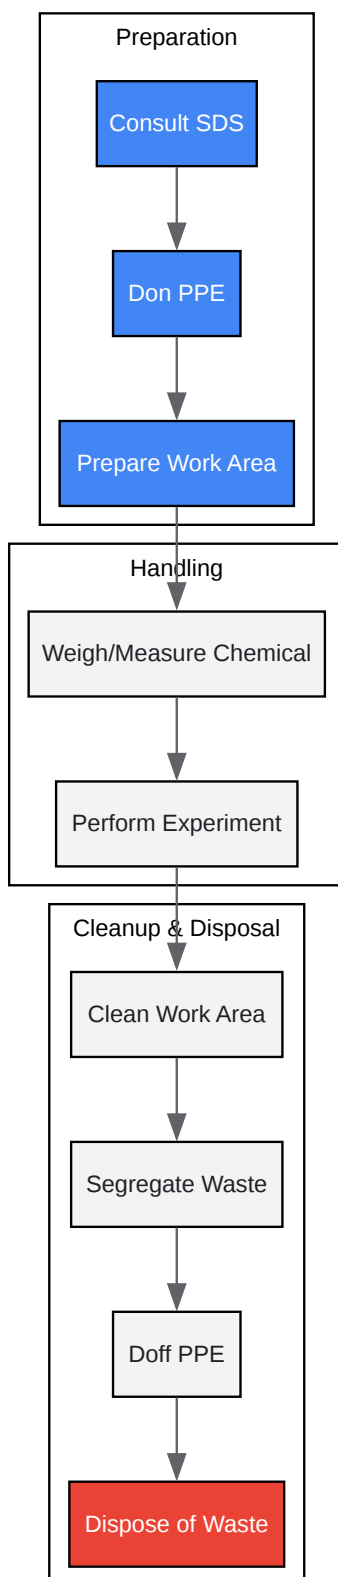 Preparation
Consult SDS
Don PPE
Prepare Work Area
Handling
Weigh/Measure Chemical
Perform Experiment
Cleanup & Disposal
Clean Work Area
Segregate Waste
Doff PPE
Dispose of Waste